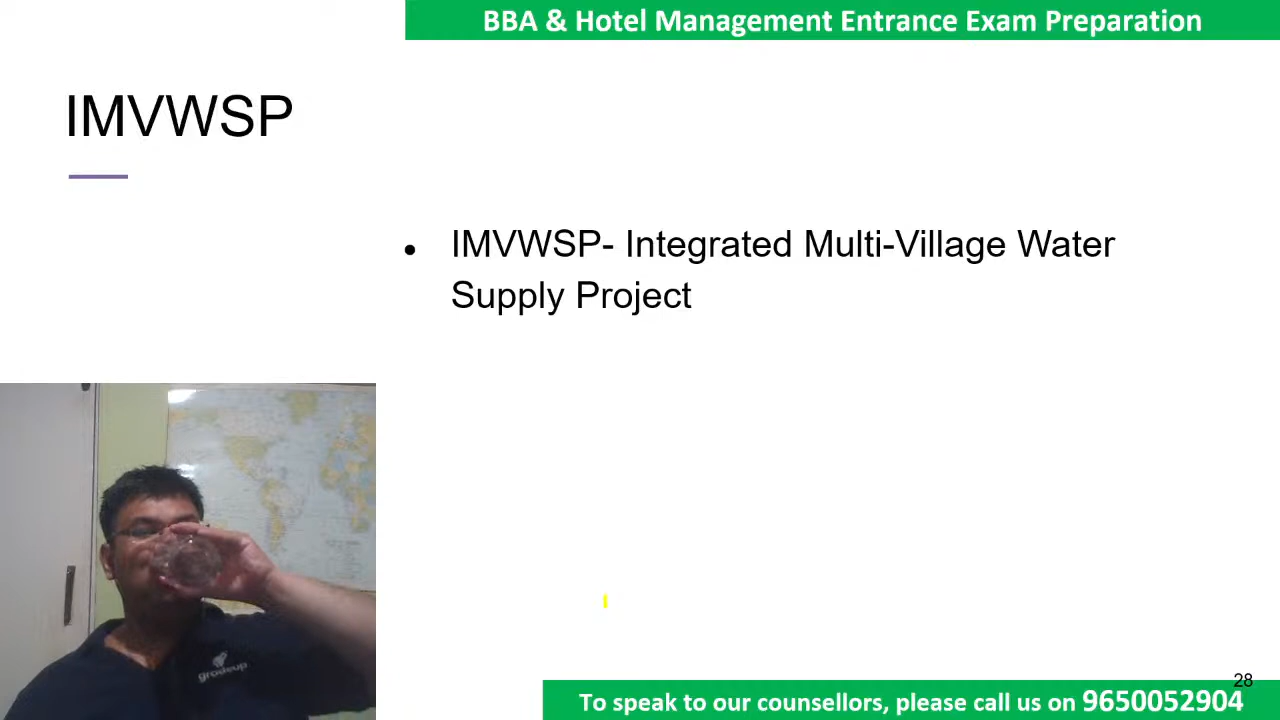 BBA & Hotel Management Entrance Exam Preparation
IMVWSP
IMVWSP- Integrated Multi-Village Water
Supply Project
gradeup
28
To speak to our counsellors, please call us on 9650052904